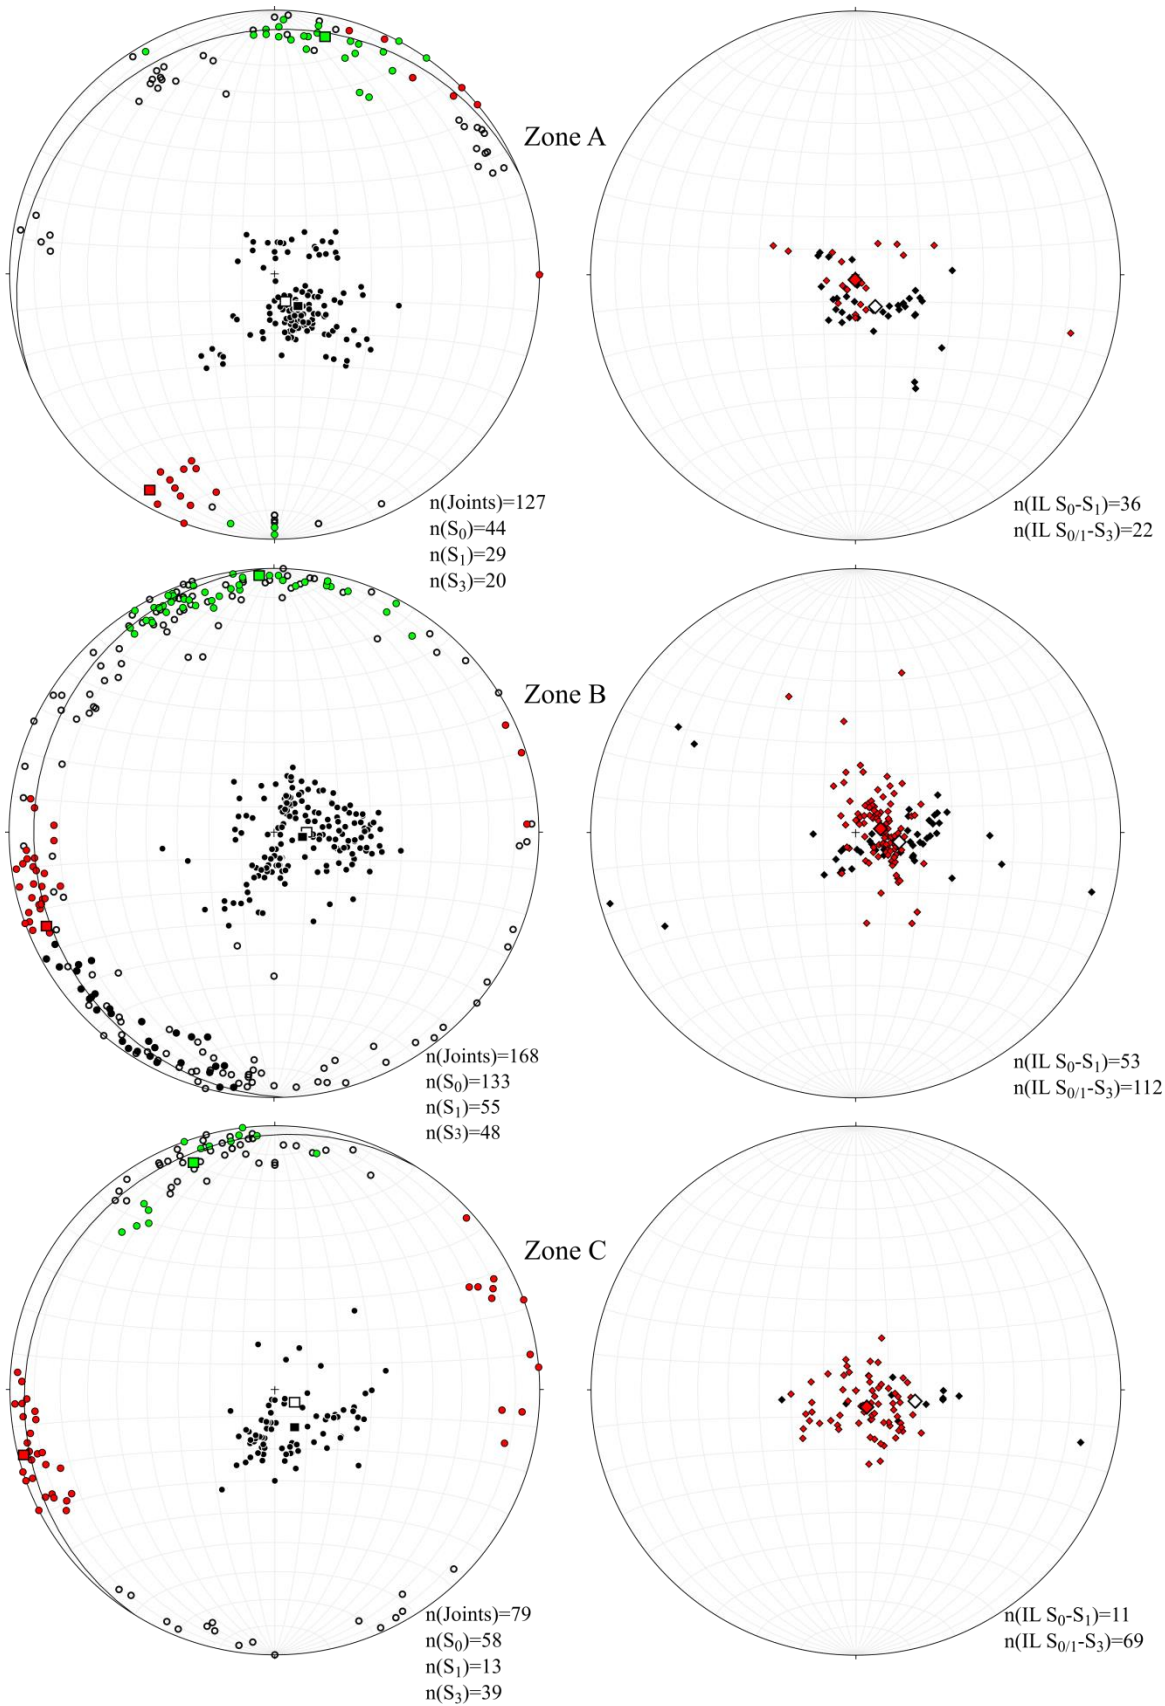 Zone A
n(Joints)=127
n(S0)=44
n(S1)=29
n(S3)=20
n(IL S0-S1)=36
n(IL S0/1-S3)=22
Zone B
n(Joints)=168
n(S0)=133
n(S1)=55
n(S3)=48
n(IL S0-S1)=53
n(IL S0/1-S3)=112
Zone C
n(Joints)=79
n(S0)=58
n(S1)=13
n(S3)=39
n(IL S0-S1)=11
n(IL S0/1-S3)=69